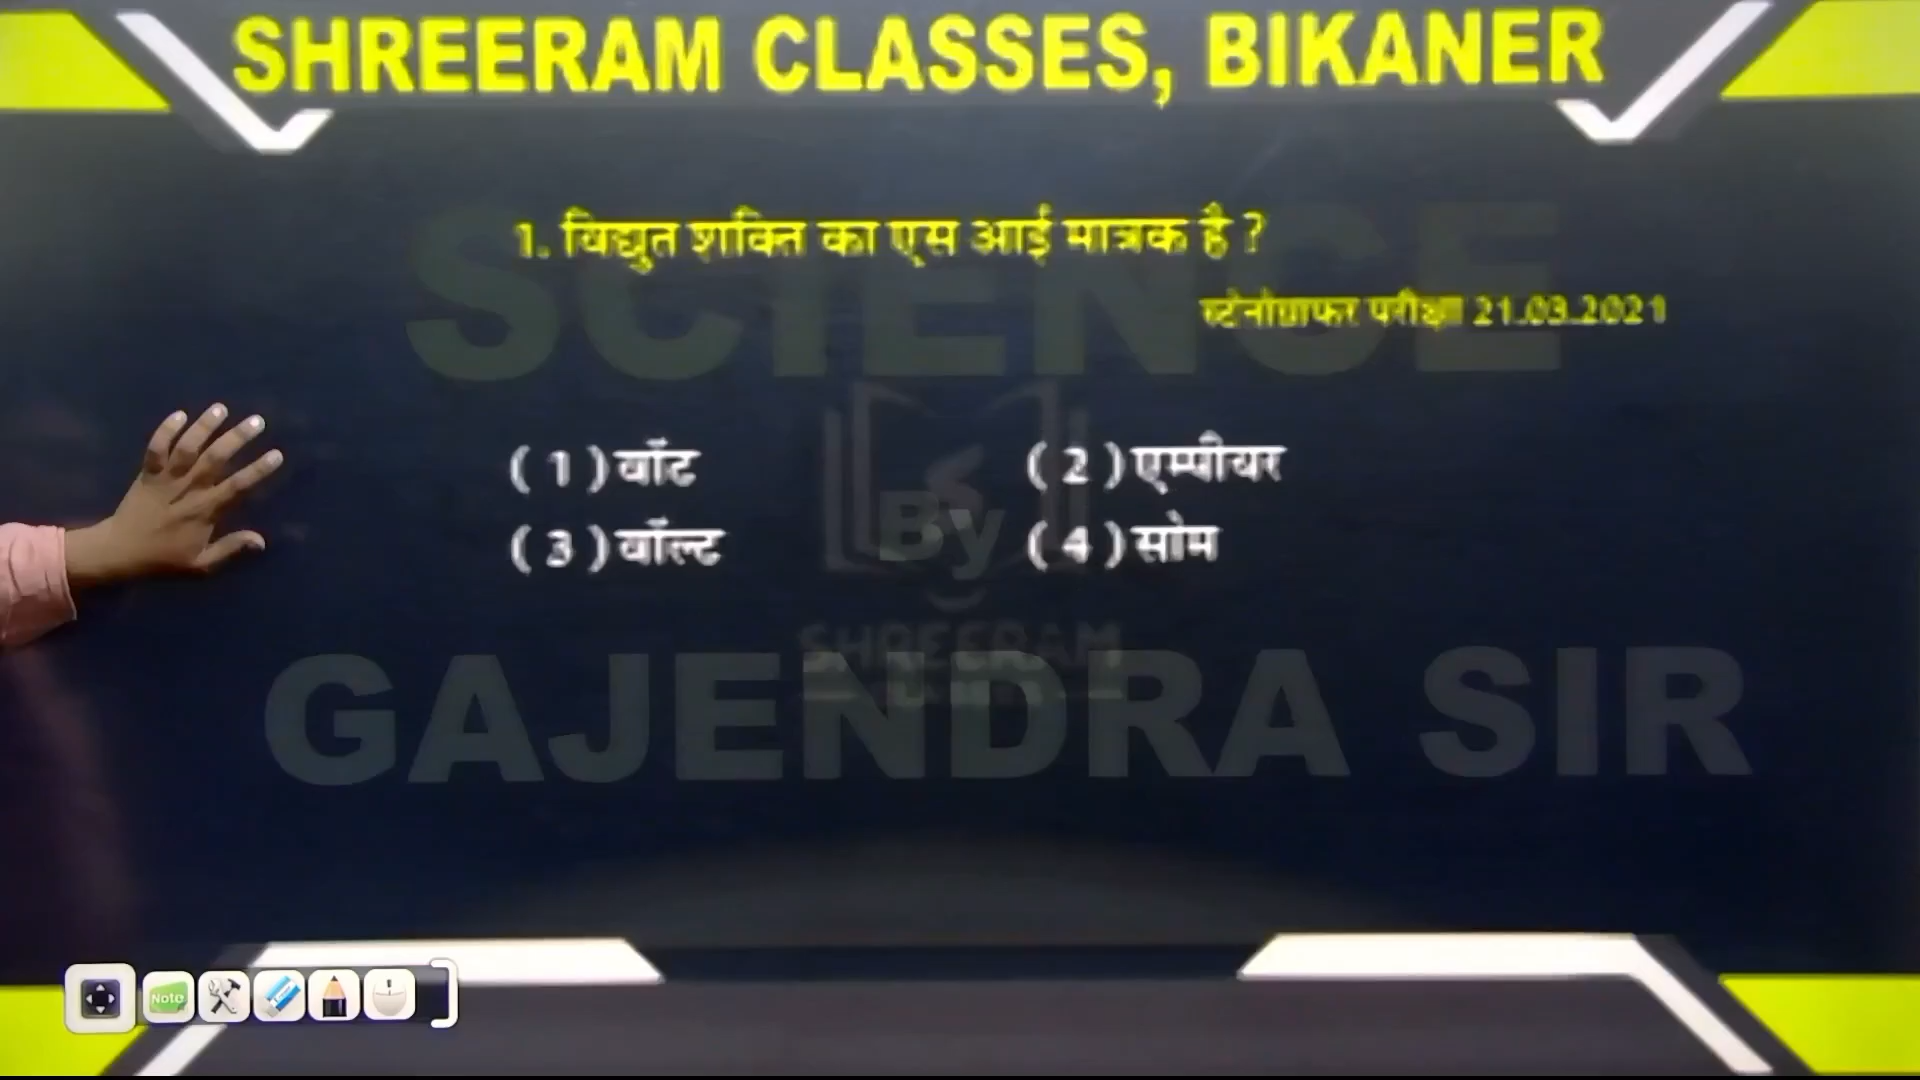 SHREERAM CLASSES, BIKANER
SCIENCE
1. विद्युत शक्ति का एस आई मात्रक है ?
स्टेनोग्राफर परीक्षा 21.03.2021
( 1 ) वॉट
( 2 ) एम्पीयर
( 3 ) वॉल्ट
( 4 ) सोम
By
SHREERAM
GAJENDRA SIR
Note